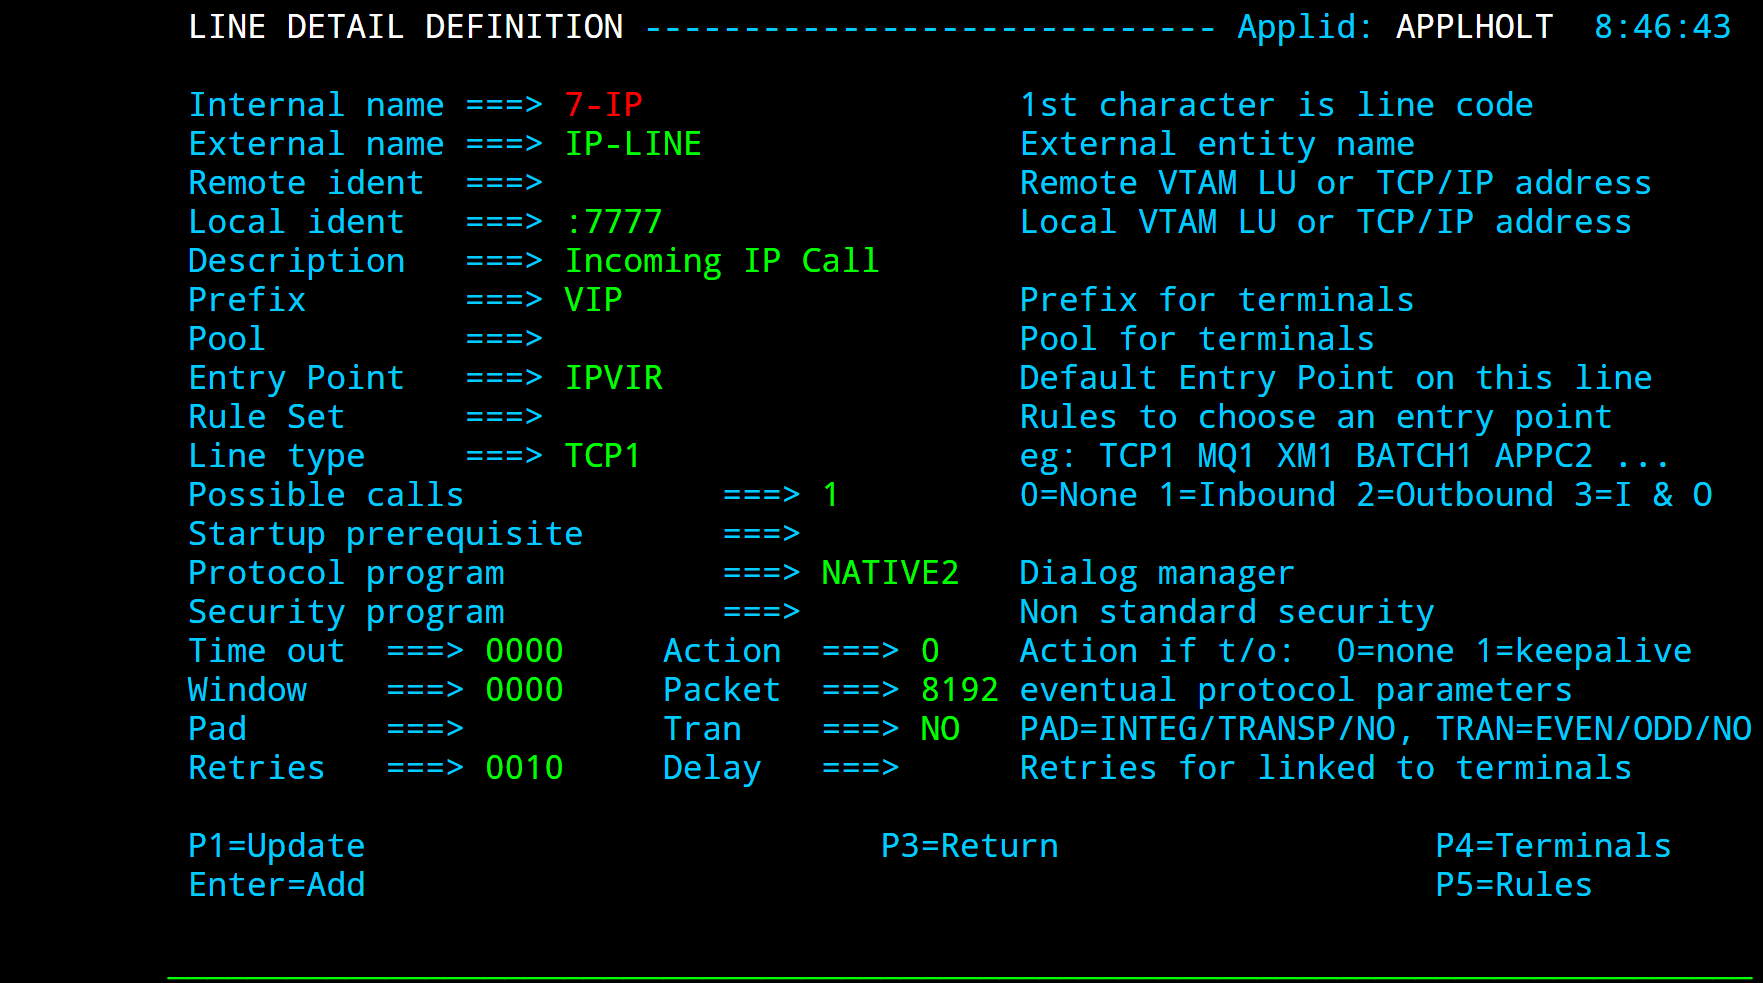 LINE DETAIL DEFINITION ----------------------------- Applid: APPLHOLT 8:46:43
Internal name ===> 7-IP 1st character is line code
External name ===> IP-LINE External entity name
Remote ident ===> Remote VTAM LU or TCP/IP address
Local ident ===> :7777 Local VTAM LU or TCP/IP address
Description ===> Incoming IP Call
Prefix ===> VIP Prefix for terminals
Pool ===> Pool for terminals
Entry Point ===> IPVIR Default Entry Point on this line
Rule Set ===> Rules to choose an entry point
Line type ===> TCP1 eg: TCP1 MQ1 XM1 BATCH1 APPC2 ...
Possible calls ===> 1 0=None 1=Inbound 2=Outbound 3=I & O
Startup prerequisite ===>
Protocol program ===> NATIVE2 Dialog manager
Security program ===> Non standard security
Time out ===> 0000 Action ===> 0 Action if t/o: 0=none 1=keepalive
Window ===> 0000 Packet ===> 8192 eventual protocol parameters
Pad ===> Tran ===> NO PAD=INTEG/TRANSP/NO, TRAN=EVEN/ODD/NO
Retries ===> 0010 Delay ===> Retries for linked to terminals
P1=Update P3=Return P4=Terminals
Enter=Add P5=Rules